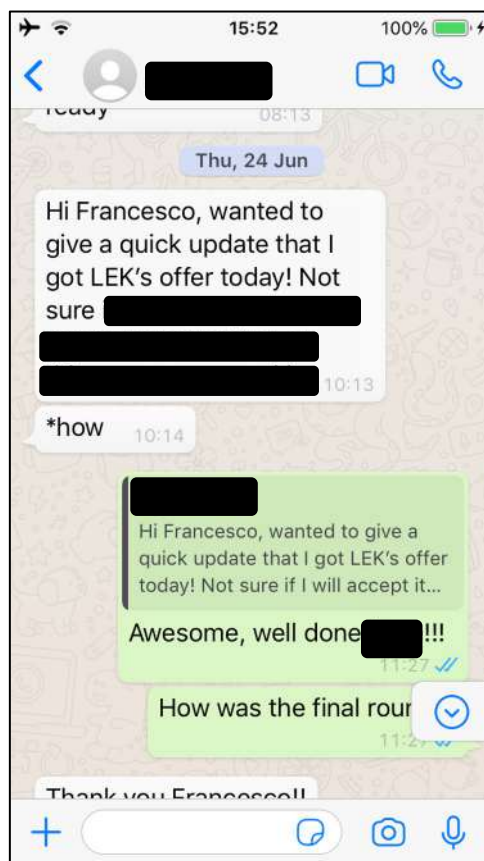 15:52
100%
08:13
Thu, 24 Jun
Hi Francesco, wanted to
give a quick update that I
got LEK's offer today! Not
sure
10:13
*how 10:14
Hi Francesco, wanted to give a
quick update that I got LEK's offer
today! Not sure if I will accept it...
Awesome, well done !!!
11:27
How was the final
11:27
Thank you Francesco!!